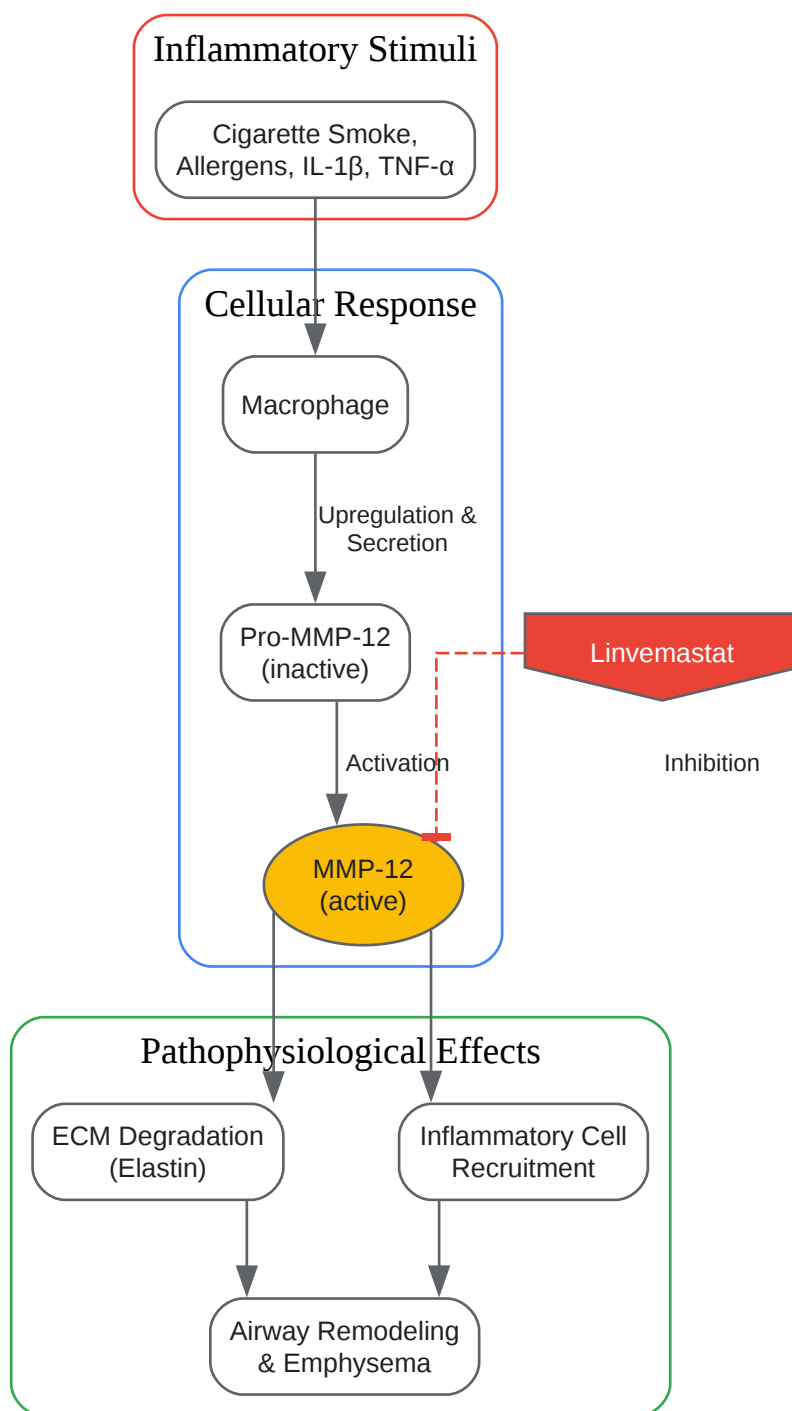 Inflammatory Stimuli
Cigarette Smoke,
Allergens, IL-1β, TNF-α
Cellular Response
Macrophage
Upregulation &
Secretion
Pro-MMP-12
(inactive)
Linvemastat
Activation
Inhibition
MMP-12
(active)
Pathophysiological Effects
ECM Degradation
(Elastin)
Inflammatory Cell
Recruitment
Airway Remodeling
& Emphysema